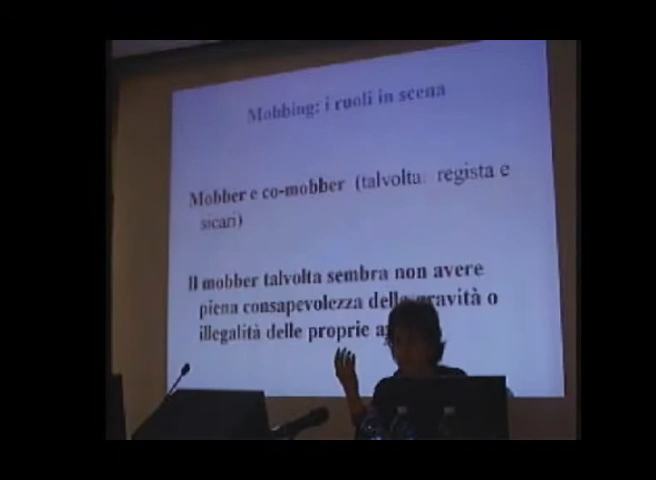 Mobbing: i ruoli in scena
Mobber e co-mobber (talvolta: regista e
sicari)
Il mobber talvolta sembra non avere
piena consapevolezza della gravità o
illegalità delle proprie